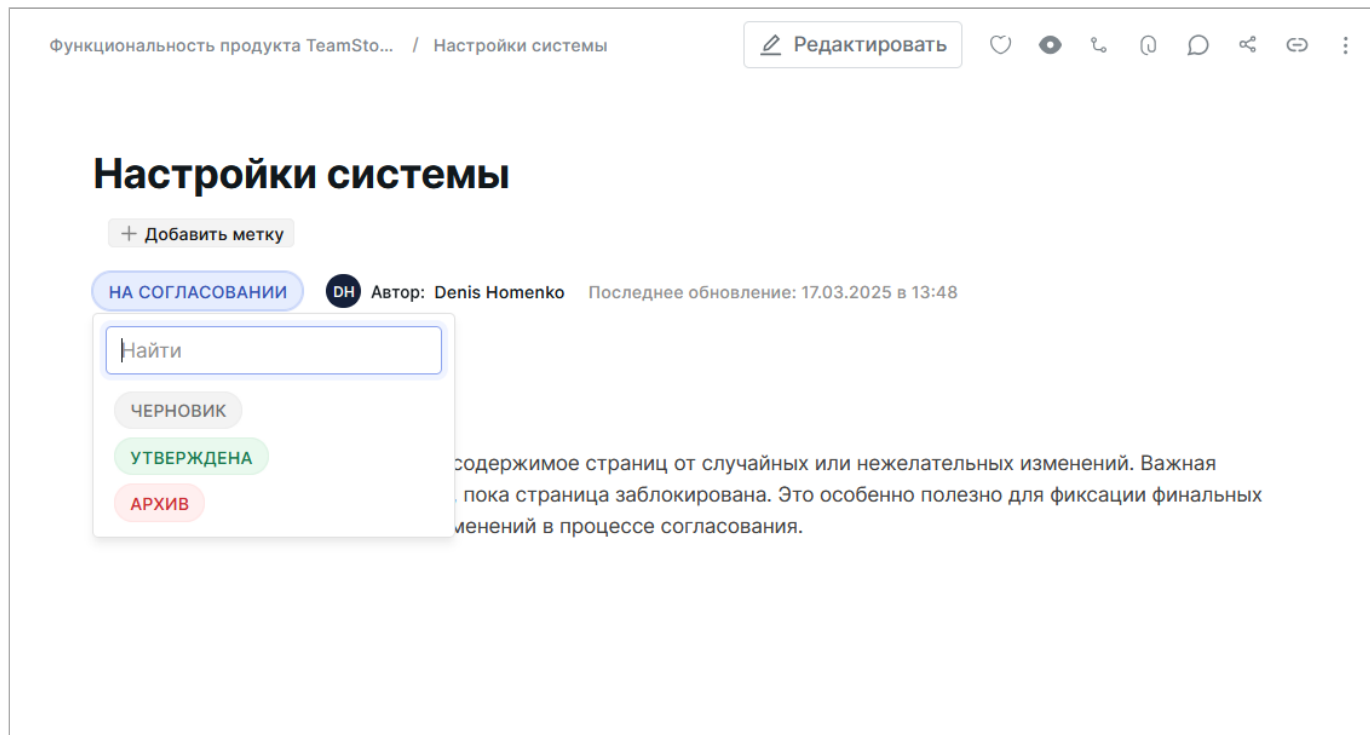 Функциональность продукта TeamSto... / Настройки системы
Редактировать
Настройки системы
+ Добавить метку
НА СОГЛАСОВАНИИ DH Автор: Denis Homenko Последнее обновление: 17.03.2025 в 13:48
Найти
ЧЕРНОВИК
УТВЕРЖДЕНА
содержимое страниц от случайных или нежелательных изменений. Важная
пока страница заблокирована. Это особенно полезно для фиксации финальных
АРХИВ
в процессе согласования.